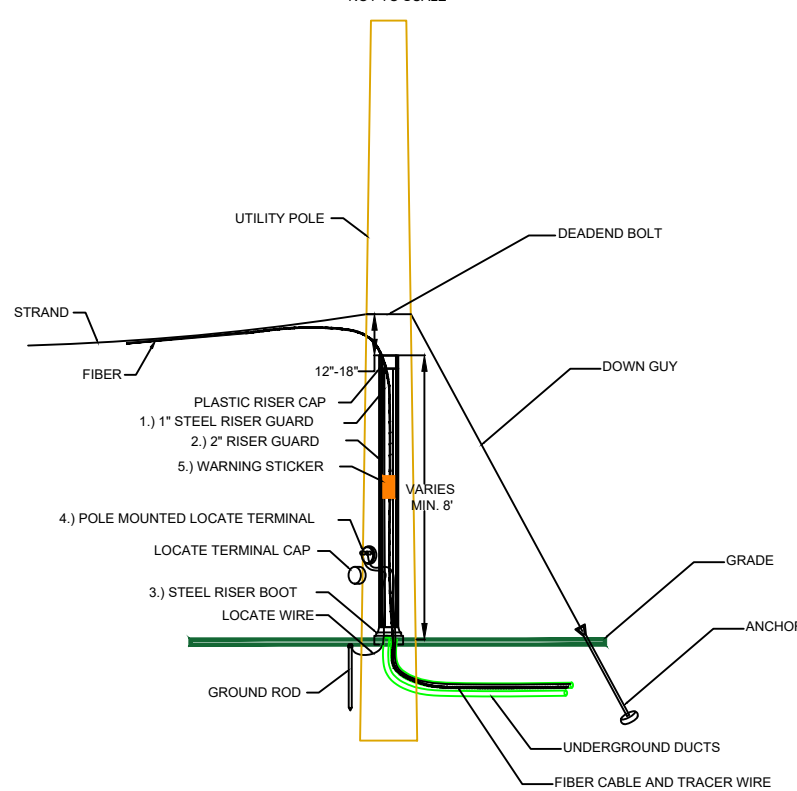 UTILITY POLE
DEADEND BOLT
STRAND
FIBER
12"-18"
DOWN GUY
PLASTIC RISER CAP
1.) 1" STEEL RISER GUARD
2.) 2" RISER GUARD
5.) WARNING STICKER
VARIES
MIN. 8'
4.) POLE MOUNTED LOCATE TERMINAL
LOCATE TERMINAL CAP
GRADE
3.) STEEL RISER BOOT
LOCATE WIRE
ANCHOR
GROUND ROD
UNDERGROUND DUCTS
FIBER CABLE AND TRACER WIRE